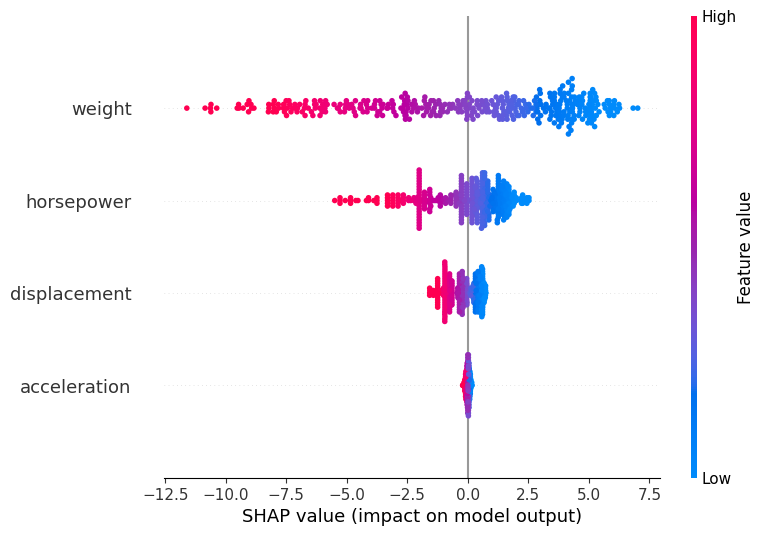 High
weight
horsepower
displacement
acceleration
Feature value
Low
−12.5 −10.0 −7.5 −5.0 −2.5 0.0 2.5 5.0 7.5
SHAP value (impact on model output)